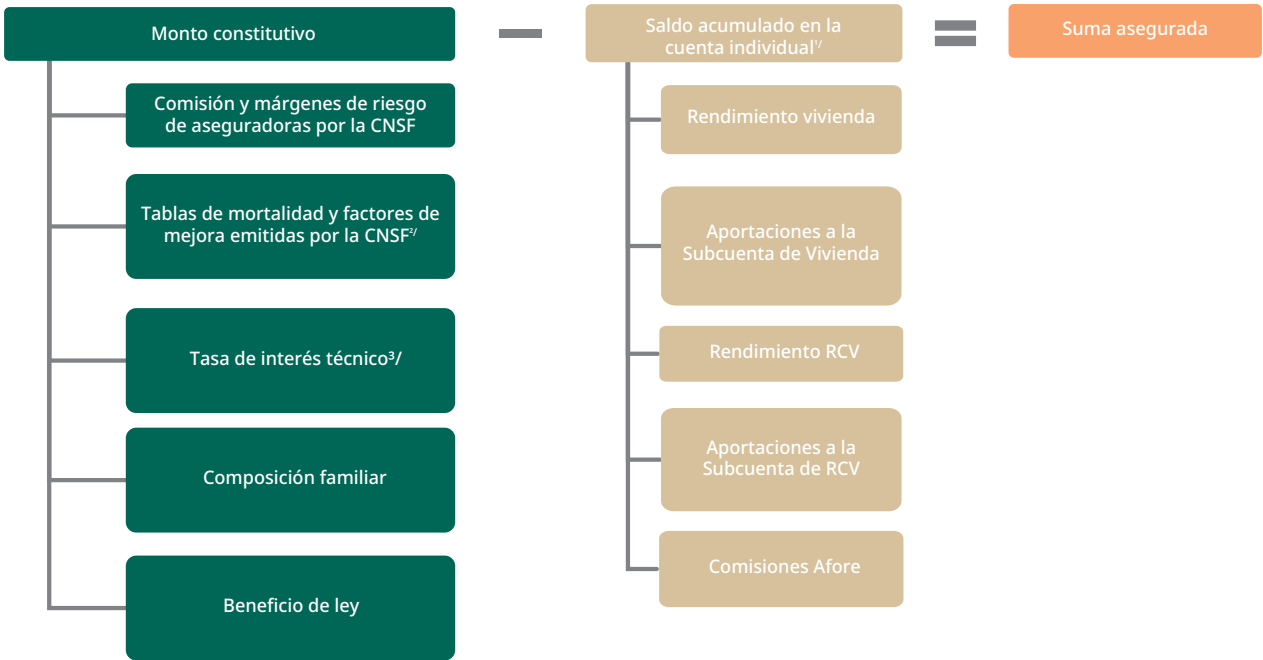 Monto constitutivo
Saldo acumulado en la
cuenta individual¹/
Suma asegurada
Comisión y márgenes de riesgo
de aseguradoras por la CNSF
Tablas de mortalidad y factores de
mejora emitidas por la CNSF²/
Tasa de interés técnico³/
Composición familiar
Beneficio de ley
Rendimiento vivienda
Aportaciones a la
Subcuenta de Vivienda
Rendimiento RCV
Aportaciones a la
Subcuenta de RCV
Comisiones Afore